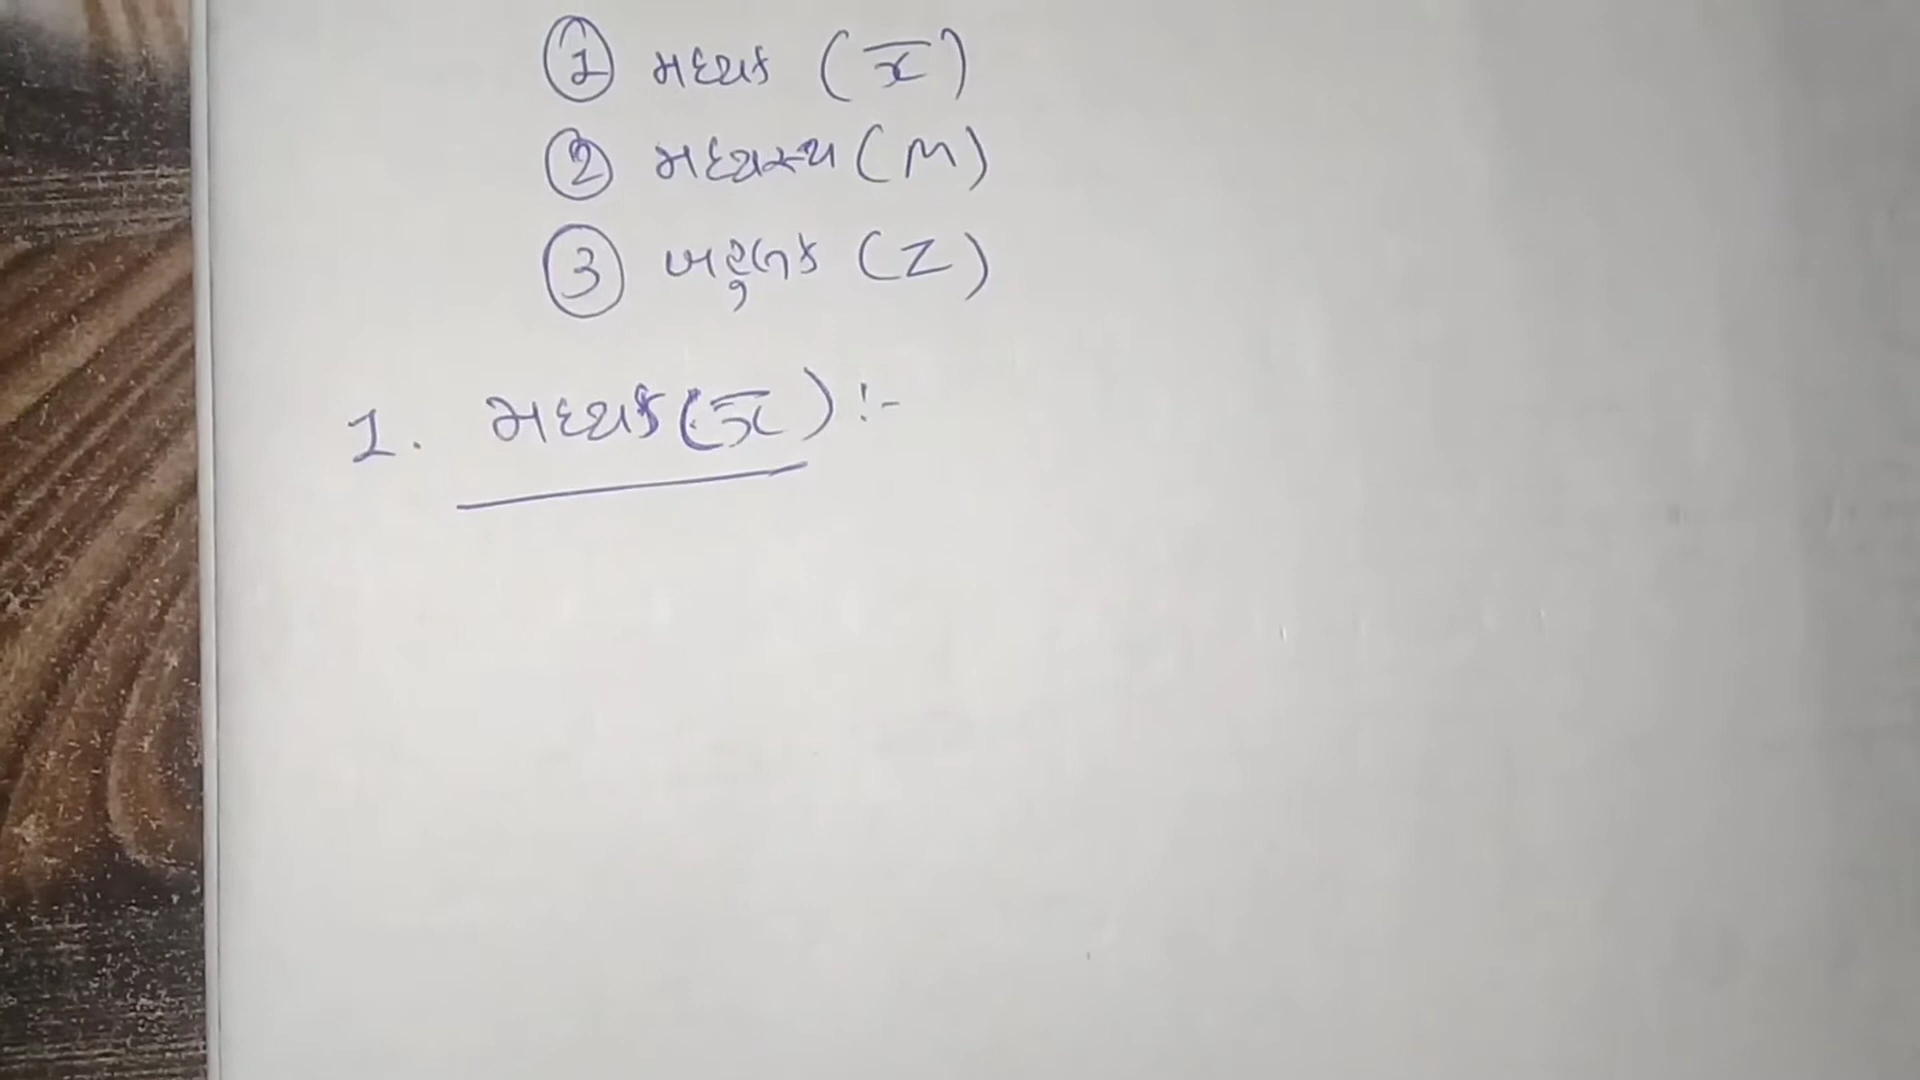 ① મધ્યક (x̄)
② મધ્યસ્થ (M)
③ બહુલક (Z)
1. મધ્યક (x̄) :-